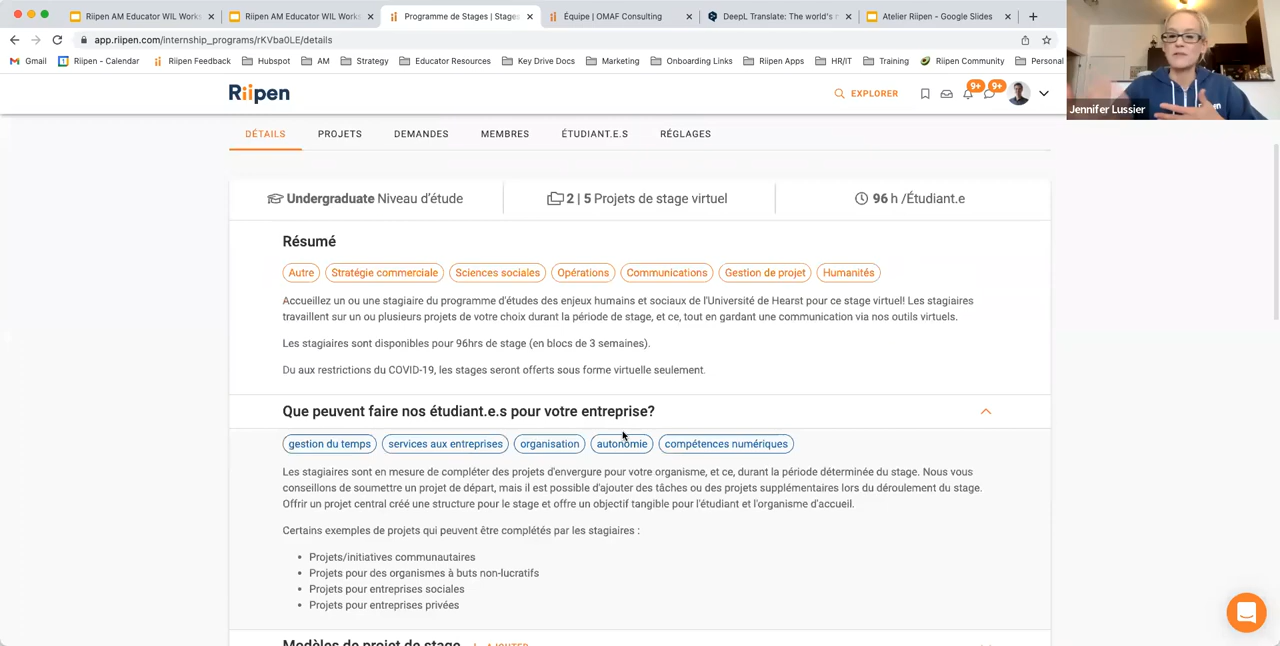 Riipen AM Educator WIL Works
Riipen AM Educator WIL Works
Programme de Stages | Stages
Équipe | OMAF Consulting
DeepL Translate: The world's
Atelier Riipen - Google Slides
app.riipen.com/internship_programs/rKVba0LE/details
Gmail
Riipen - Calendar
Riipen Feedback
Hubspot
AM
Strategy
Educator Resources
Key Drive Docs
Marketing
Onboarding Links
Riipen Apps
HR/IT
Training
Riipen Community
Personal
Jennifer Lussier
Riipen
EXPLORER
9+
9+
DÉTAILS
PROJETS
DEMANDES
MEMBRES
ÉTUDIANT.E.S
RÉGLAGES
Undergraduate Niveau d'étude
2 | 5 Projets de stage virtuel
96 h /Étudiant.e
Résumé
Autre
Stratégie commerciale
Sciences sociales
Opérations
Communications
Gestion de projet
Humanités
Accueillez un ou une stagiaire du programme d'études des enjeux humains et sociaux de l'Université de Hearst pour ce stage virtuel! Les stagiaires
travaillent sur un ou plusieurs projets de votre choix durant la période de stage, et ce, tout en gardant une communication via nos outils virtuels.
Les stagiaires sont disponibles pour 96hrs de stage (en blocs de 3 semaines).
Du aux restrictions du COVID-19, les stages seront offerts sous forme virtuelle seulement.
Que peuvent faire nos étudiant.e.s pour votre entreprise?
gestion du temps
services aux entreprises
organisation
autonomie
compétences numériques
Les stagiaires sont en mesure de compléter des projets d'envergure pour votre organisme, et ce, durant la période déterminée du stage. Nous vous
conseillons de soumettre un projet de départ, mais il est possible d'ajouter des tâches ou des projets supplémentaires lors du déroulement du stage.
Offrir un projet central créé une structure pour le stage et offre un objectif tangible pour l'étudiant et l'organisme d'accueil.
Certains exemples de projets qui peuvent être complétés par les stagiaires :
• Projets/initiatives communautaires
• Projets pour des organismes à buts non-lucratifs
• Projets pour entreprises sociales
• Projets pour entreprises privées
Modèles de projet de stage
AJOUTER